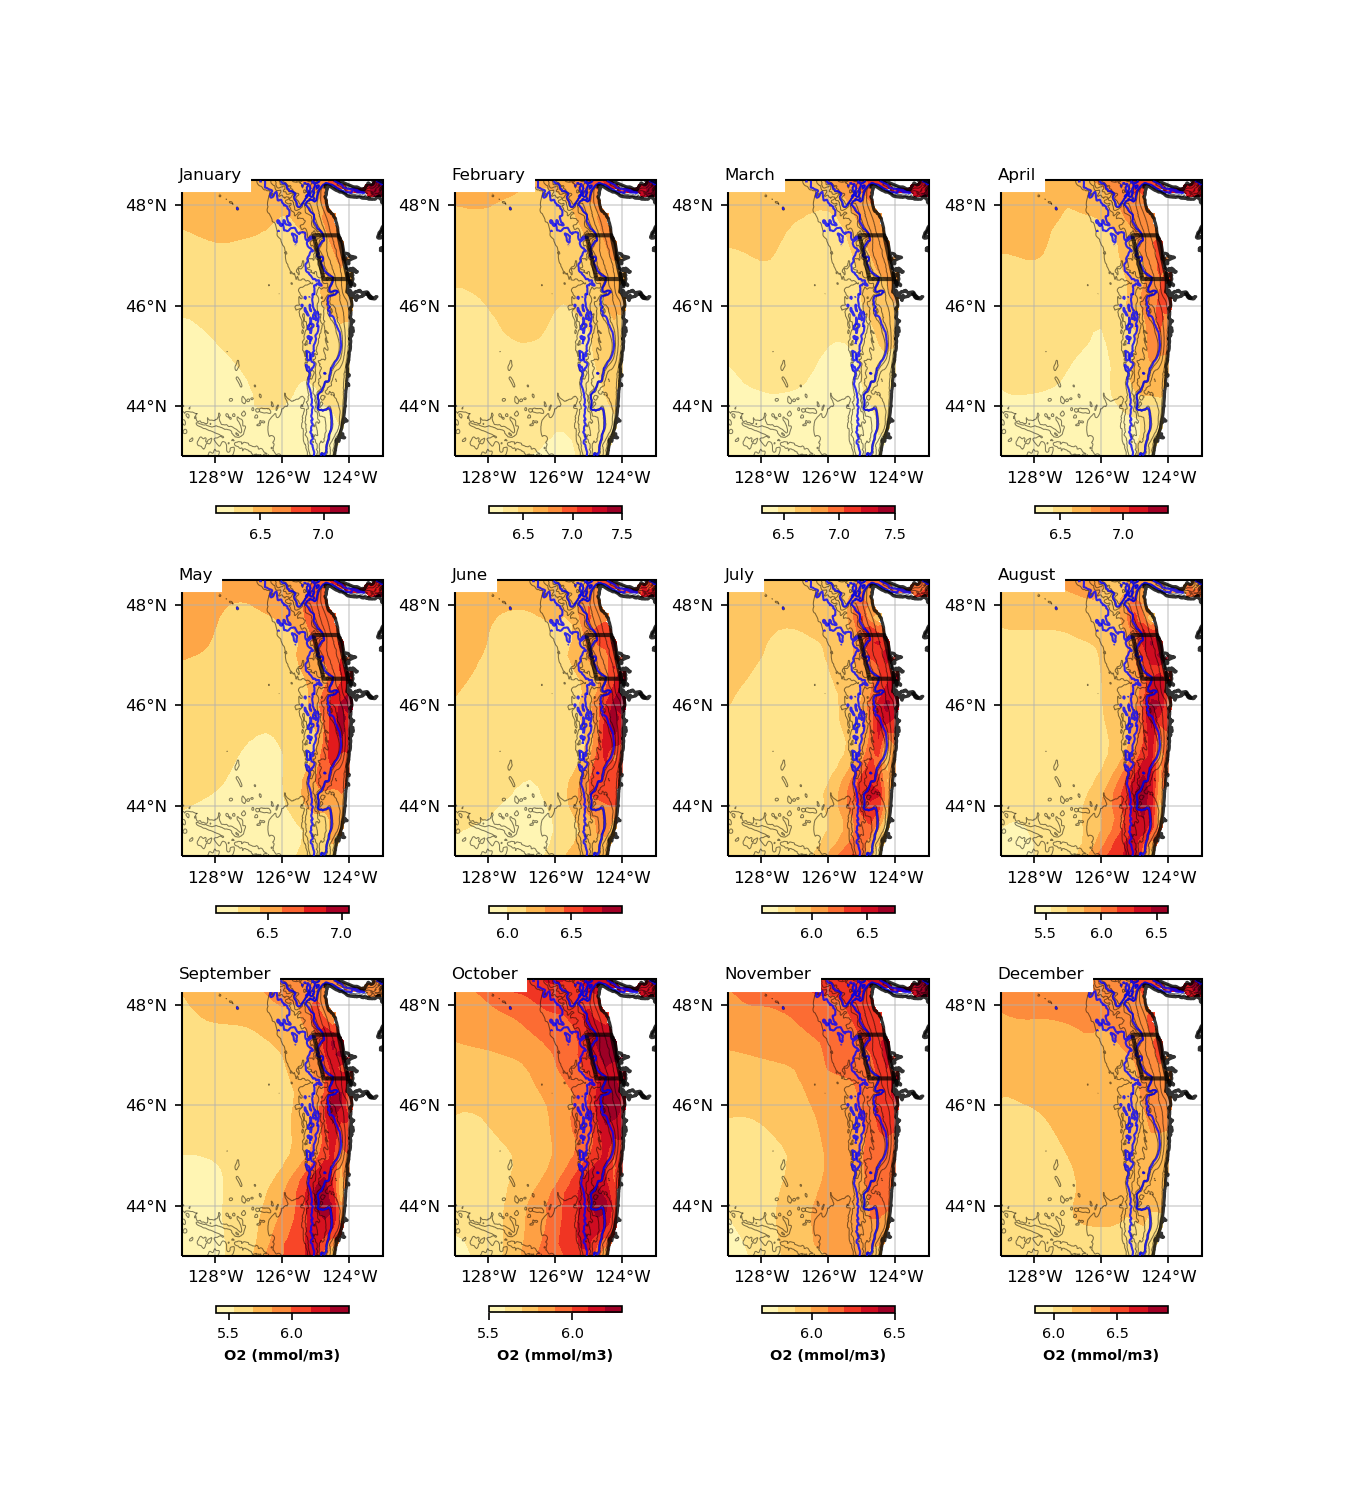 January February March April
48°N 48°N 48°N 48°N
46°N 46°N 46°N 46°N
44°N 44°N 44°N 44°N
128°W 126°W 124°W 128°W 126°W 124°W 128°W 126°W 124°W 128°W 126°W 124°W
6.5 7.0 6.5 7.0 7.5 6.5 7.0 7.5 6.5 7.0
May June July August
48°N 48°N 48°N 48°N
46°N 46°N 46°N 46°N
44°N 44°N 44°N 44°N
128°W 126°W 124°W 128°W 126°W 124°W 128°W 126°W 124°W 128°W 126°W 124°W
6.5 7.0 6.0 6.5 6.0 6.5 5.5 6.0 6.5
September October November December
48°N 48°N 48°N 48°N
46°N 46°N 46°N 46°N
44°N 44°N 44°N 44°N
128°W 126°W 124°W 128°W 126°W 124°W 128°W 126°W 124°W 128°W 126°W 124°W
5.5 6.0 5.5 6.0 6.0 6.5 6.0 6.5
O2 (mmol/m3) O2 (mmol/m3) O2 (mmol/m3) O2 (mmol/m3)